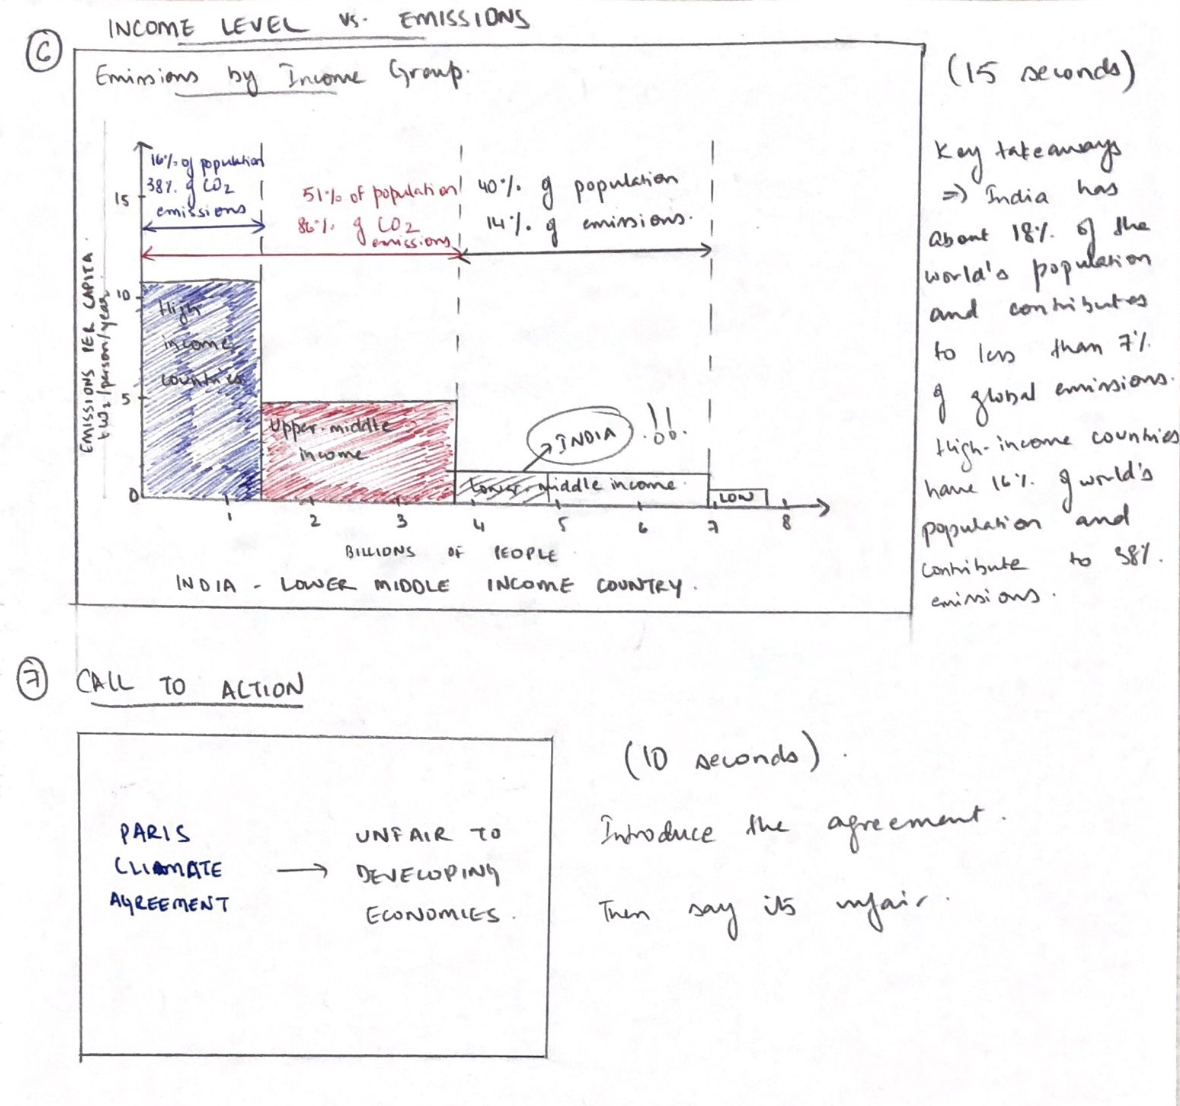 INCOME LEVEL vs. EMISSIONS
6
Emissions by Income Group.
(15 seconds)
16% of population
38% of CO2
emissions
51% of population
86% of CO2
emissions
40% of population
14% of emissions.
EMISSIONS PER CAPITA.
tCO2/person/year
15
10
5
0
High
income
countries
Upper-middle
income
INDIA !!
Lower-middle income.
LOW
1 2 3 4 5 6 7 8
BILLIONS OF PEOPLE
INDIA - LOWER MIDDLE INCOME COUNTRY.
Key takeaways
=> India has
about 18% of the
world's population
and contributes
to less than 7%
of global emissions.
High-income countries
have 16% of world's
population and
contribute to 38%.
emissions.
7 CALL TO ACTION
PARIS
CLIMATE
AGREEMENT
→
UNFAIR TO
DEVELOPING
ECONOMIES.
(10 seconds).
Introduce the agreement.
Then say its unfair.